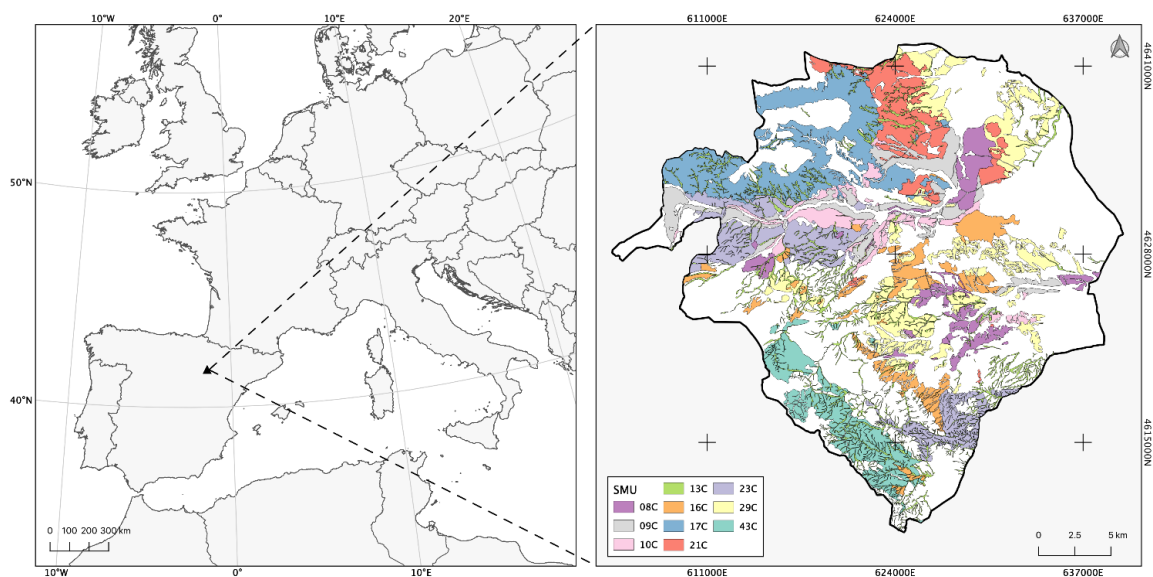 10°W 0° 10°E 20°E
50°N
40°N
0 100 200 300 km
10°W 0° 10°E
611000E 624000E 637000E
4641000N
4628000N
4615000N
SMU 13C 23C
08C 16C 29C
09C 17C 43C
10C 21C
0 2.5 5 km
611000E 624000E 637000E